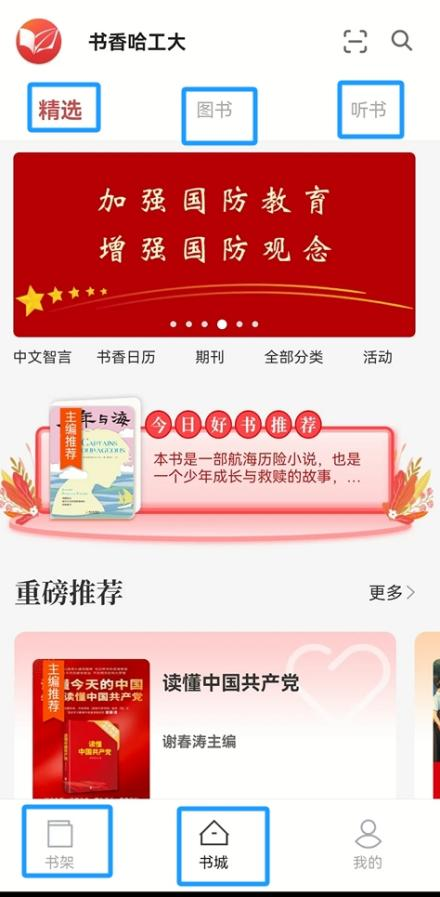 书香哈工大
精选 图书 听书
加强国防教育
增强国防观念
中文智言 书香日历 期刊 全部分类 活动
主编推荐
年与海
CAPTAINS
COURAGEOUS
今日好书推荐
本书是一部航海历险小说，也是
一个少年成长与救赎的故事，...
重磅推荐
更多
主编推荐
懂今天的中国
读懂中国共产党
读懂
中国共产党
读懂中国共产党
谢春涛主编
书架 书城 我的